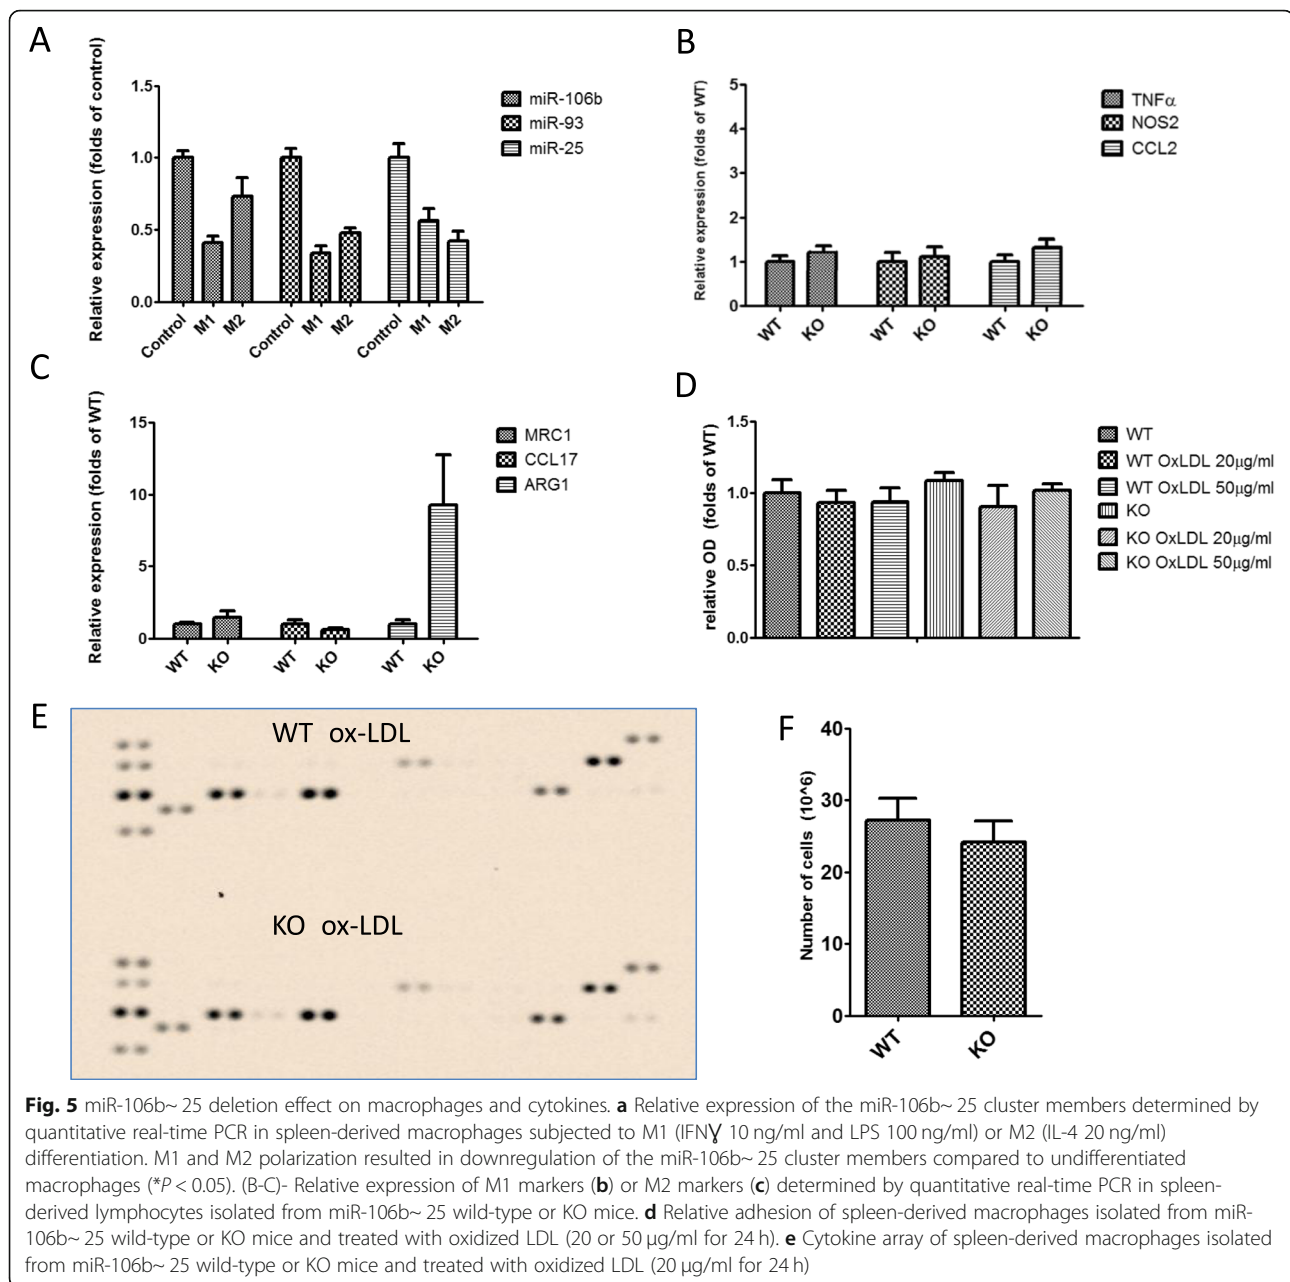 A
Relative expression (folds of control)
1.5
1.0
0.5
0.0
Control
M1
M2
Control
M1
M2
Control
M1
M2
miR-106b
miR-93
miR-25
B
Relative expression (folds of WT)
5
4
3
2
1
0
WT
KO
WT
KO
WT
KO
TNFα
NOS2
CCL2
C
Relative expression (folds of WT)
15
10
5
0
WT
KO
WT
KO
WT
KO
MRC1
CCL17
ARG1
D
relative OD (folds of WT)
1.5
1.0
0.5
0.0
WT
WT OxLDL 20µg/ml
WT OxLDL 50µg/ml
KO
KO OxLDL 20µg/ml
KO OxLDL 50µg/ml
E
WT ox-LDL
KO ox-LDL
F
Number of cells (10^6)
40
30
20
10
0
WT
KO
Fig. 5 miR-106b~ 25 deletion effect on macrophages and cytokines. a Relative expression of the miR-106b~ 25 cluster members determined by
quantitative real-time PCR in spleen-derived macrophages subjected to M1 (IFNɣ 10 ng/ml and LPS 100 ng/ml) or M2 (IL-4 20 ng/ml)
differentiation. M1 and M2 polarization resulted in downregulation of the miR-106b~ 25 cluster members compared to undifferentiated
macrophages (*P < 0.05). (B-C)- Relative expression of M1 markers (b) or M2 markers (c) determined by quantitative real-time PCR in spleen-
derived lymphocytes isolated from miR-106b~ 25 wild-type or KO mice. d Relative adhesion of spleen-derived macrophages isolated from miR-
106b~ 25 wild-type or KO mice and treated with oxidized LDL (20 or 50 µg/ml for 24 h). e Cytokine array of spleen-derived macrophages isolated
from miR-106b~ 25 wild-type or KO mice and treated with oxidized LDL (20 µg/ml for 24 h)